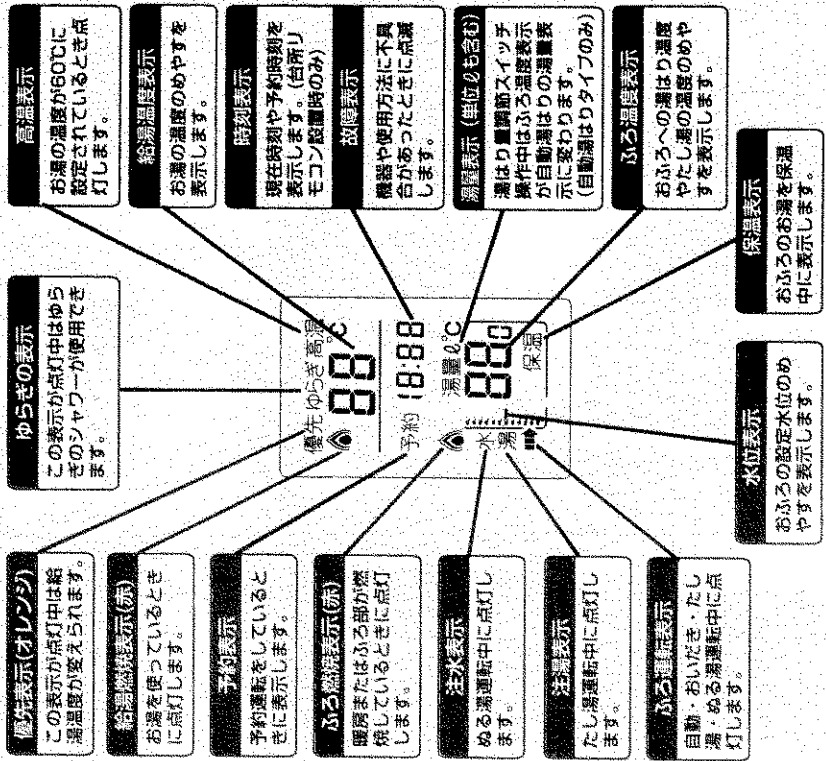 優先表示(オレンジ)
この表示が点灯中は給
湯温度が変えられます。
ゆらぎの表示
この表示が点灯中はゆら
ぎのシャワーが使用でき
ます。
高温表示
お湯の温度が60℃に
設定されているとき点
灯します。
給湯燃焼表示(赤)
お湯を使っているとき
に点灯します。
給湯温度表示
お湯の温度のめやすを
表示します。
予約表示
予約運転をしていると
きに表示します。
時刻表示
現在時刻や予約時刻を
表示します。(台所リ
モコン設置時のみ)
ふろ燃焼表示(赤)
暖房またはふろ部が燃
焼しているときに点灯
します。
故障表示
機器や使用方法に不具
合があったときに点滅
します。
注水表示
ぬる湯運転中に点灯し
ます。
湯量表示(単位ℓも含む)
湯はり量調節スイッチ
操作中はふろ温度表示
が自動湯はりの湯量表
示に変わります。
(自動湯はりタイプのみ)
注湯表示
たし湯運転中に点灯し
ます。
ふろ温度表示
おふろへの湯はり温度
やたし湯の温度のめや
すを表示します。
ふろ運転表示
自動・おいだき・たし
湯・ぬる湯運転中に点
灯します。
水位表示
おふろの設定水位のめ
やすを表示します。
保温表示
おふろのお湯を保温
中に表示します。
優先 ゆらぎ 高温
88℃
予約 18:88
湯量 ℓ℃
水
湯
880
保温